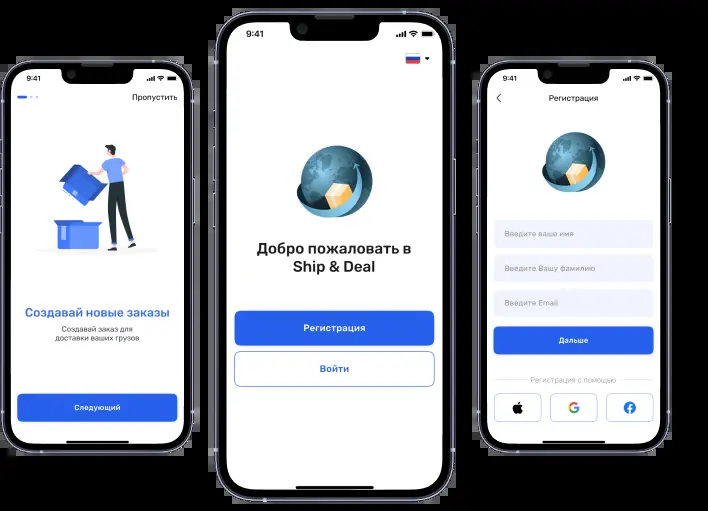 9:41
Пропустить
Создавай новые заказы
Создавай заказ для
доставки ваших грузов
Следующий
9:41
Добро пожаловать в
Ship & Deal
Регистрация
Войти
9:41
Регистрация
Введите ваше имя
Введите Вашу фамилию
Введите Email
Дальше
Регистрация с помощью